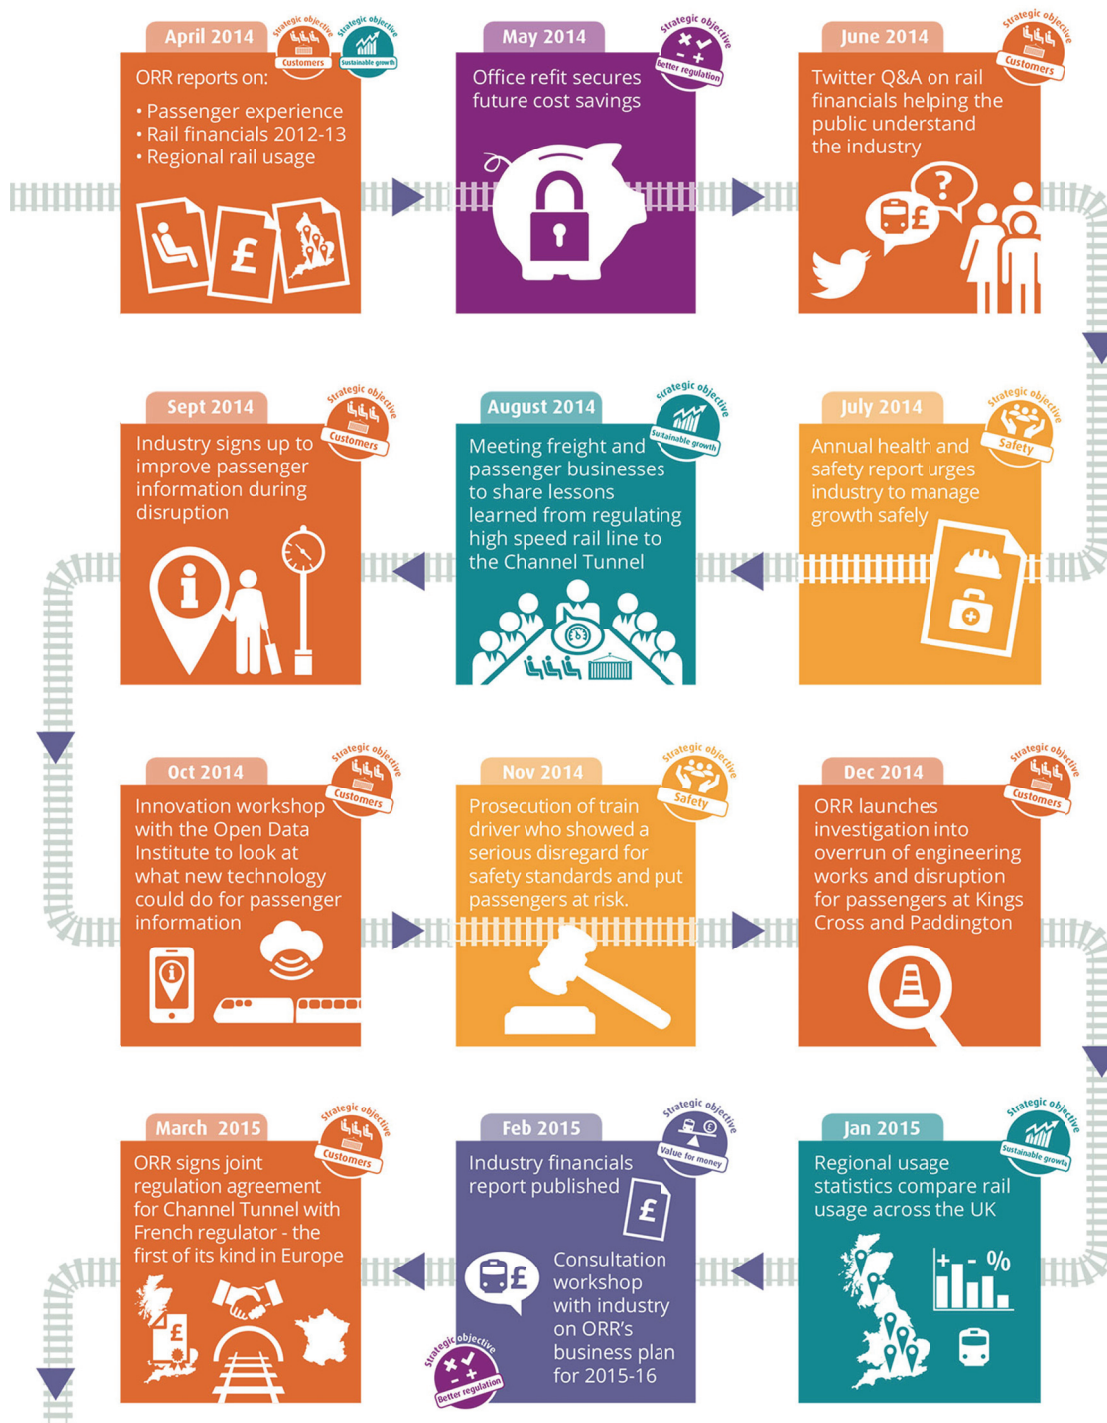 April 2014
Strategic objective
Customers
Strategic objective
Sustainable growth
ORR reports on:
• Passenger experience
• Rail financials 2012-13
• Regional rail usage
£
May 2014
Strategic objective
Better regulation
Office refit secures
future cost savings
June 2014
Strategic objective
Customers
Twitter Q&A on rail
financials helping the
public understand
the industry
?
£
July 2014
Strategic objective
Safety
Annual health and
safety report urges
industry to manage
growth safely
August 2014
Strategic objective
Sustainable growth
Meeting freight and
passenger businesses
to share lessons
learned from regulating
high speed rail line to
the Channel Tunnel
Sept 2014
Strategic objective
Customers
Industry signs up to
improve passenger
information during
disruption
i
Oct 2014
Strategic objective
Customers
Innovation workshop
with the Open Data
Institute to look at
what new technology
could do for passenger
information
i
Nov 2014
Strategic objective
Safety
Prosecution of train
driver who showed a
serious disregard for
safety standards and put
passengers at risk.
Dec 2014
Strategic objective
Customers
ORR launches
investigation into
overrun of engineering
works and disruption
for passengers at Kings
Cross and Paddington
Jan 2015
Strategic objective
Sustainable growth
Regional usage
statistics compare rail
usage across the UK
+ - %
Feb 2015
Strategic objective
£
Value for money
Industry financials
report published
£
£
Consultation
workshop
with industry
on ORR's
business plan
for 2015-16
Strategic objective
Better regulation
March 2015
Strategic objective
Customers
ORR signs joint
regulation agreement
for Channel Tunnel with
French regulator - the
first of its kind in Europe
£